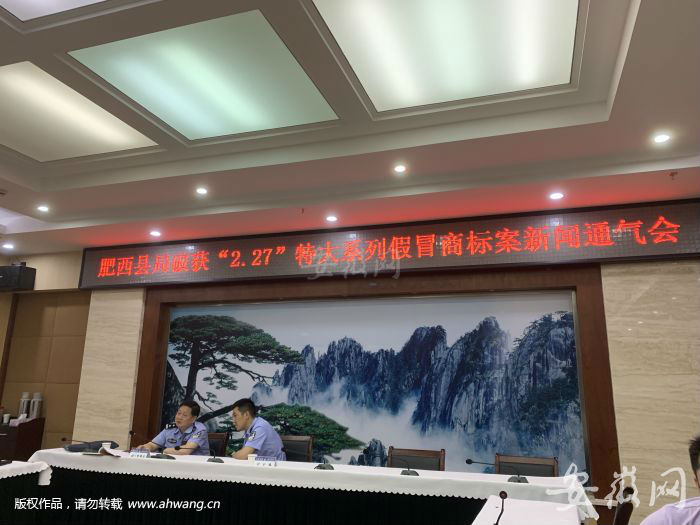 肥西县局破获“2.27”特大系列假冒商标案新闻通气会
安徽网
安徽网
版权作品，请勿转载 www.ahwang.cn